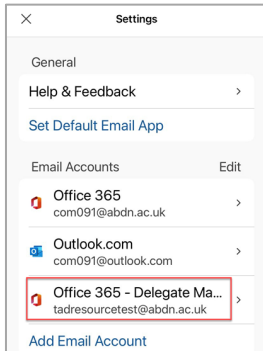 Settings
General
Help & Feedback
Set Default Email App
Email Accounts Edit
Office 365
com091@abdn.ac.uk
Outlook.com
com091@outlook.com
Office 365 - Delegate Ma...
tadresourcetest@abdn.ac.uk
Add Email Account